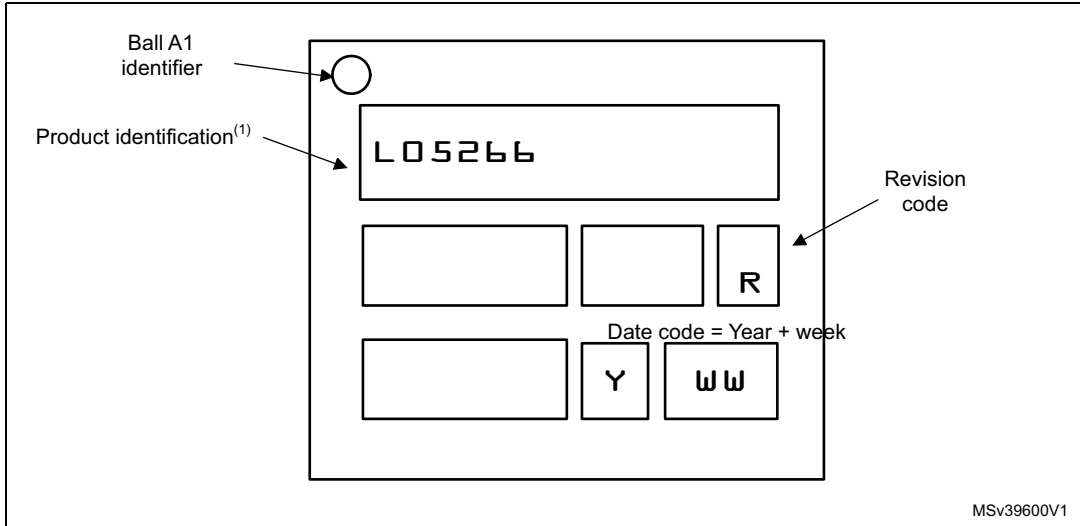 Ball A1
identifier
Product identification(1)
L05266
Revision
code
R
Date code = Year + week
Y
WW
MSv39600V1